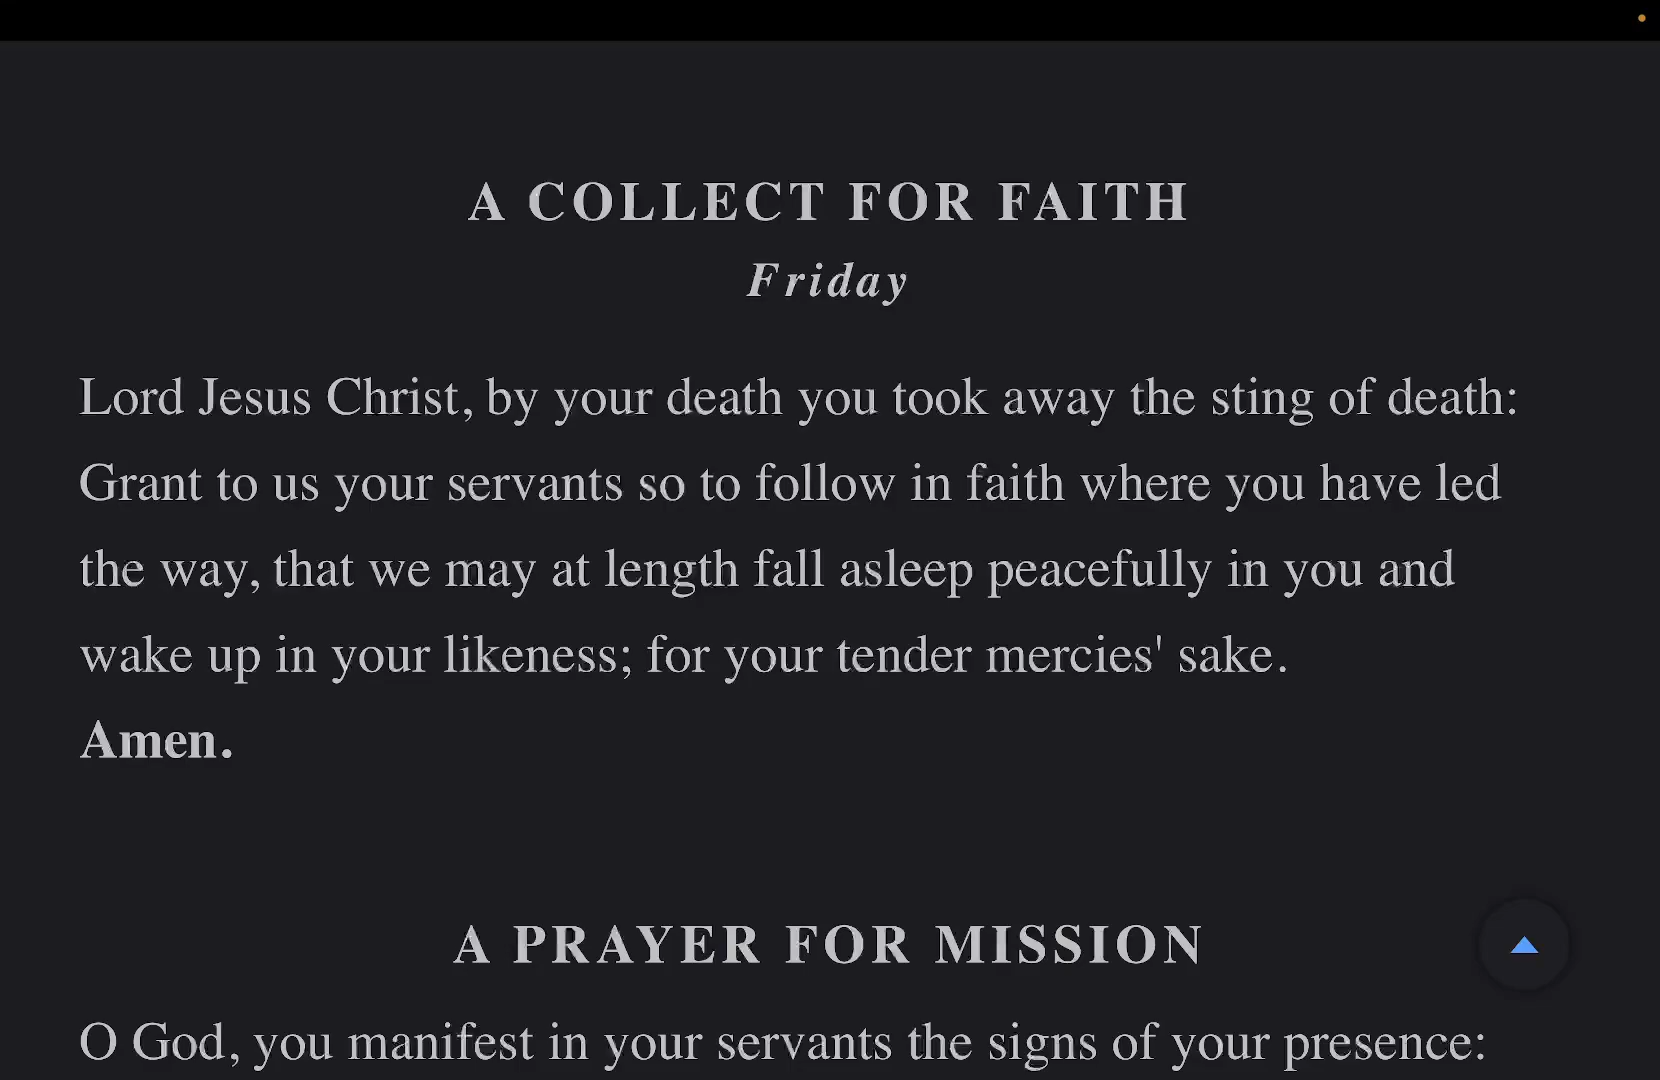 A COLLECT FOR FAITH
Friday
Lord Jesus Christ, by your death you took away the sting of death:
Grant to us your servants so to follow in faith where you have led
the way, that we may at length fall asleep peacefully in you and
wake up in your likeness; for your tender mercies' sake.
Amen.
A PRAYER FOR MISSION
O God, you manifest in your servants the signs of your presence: